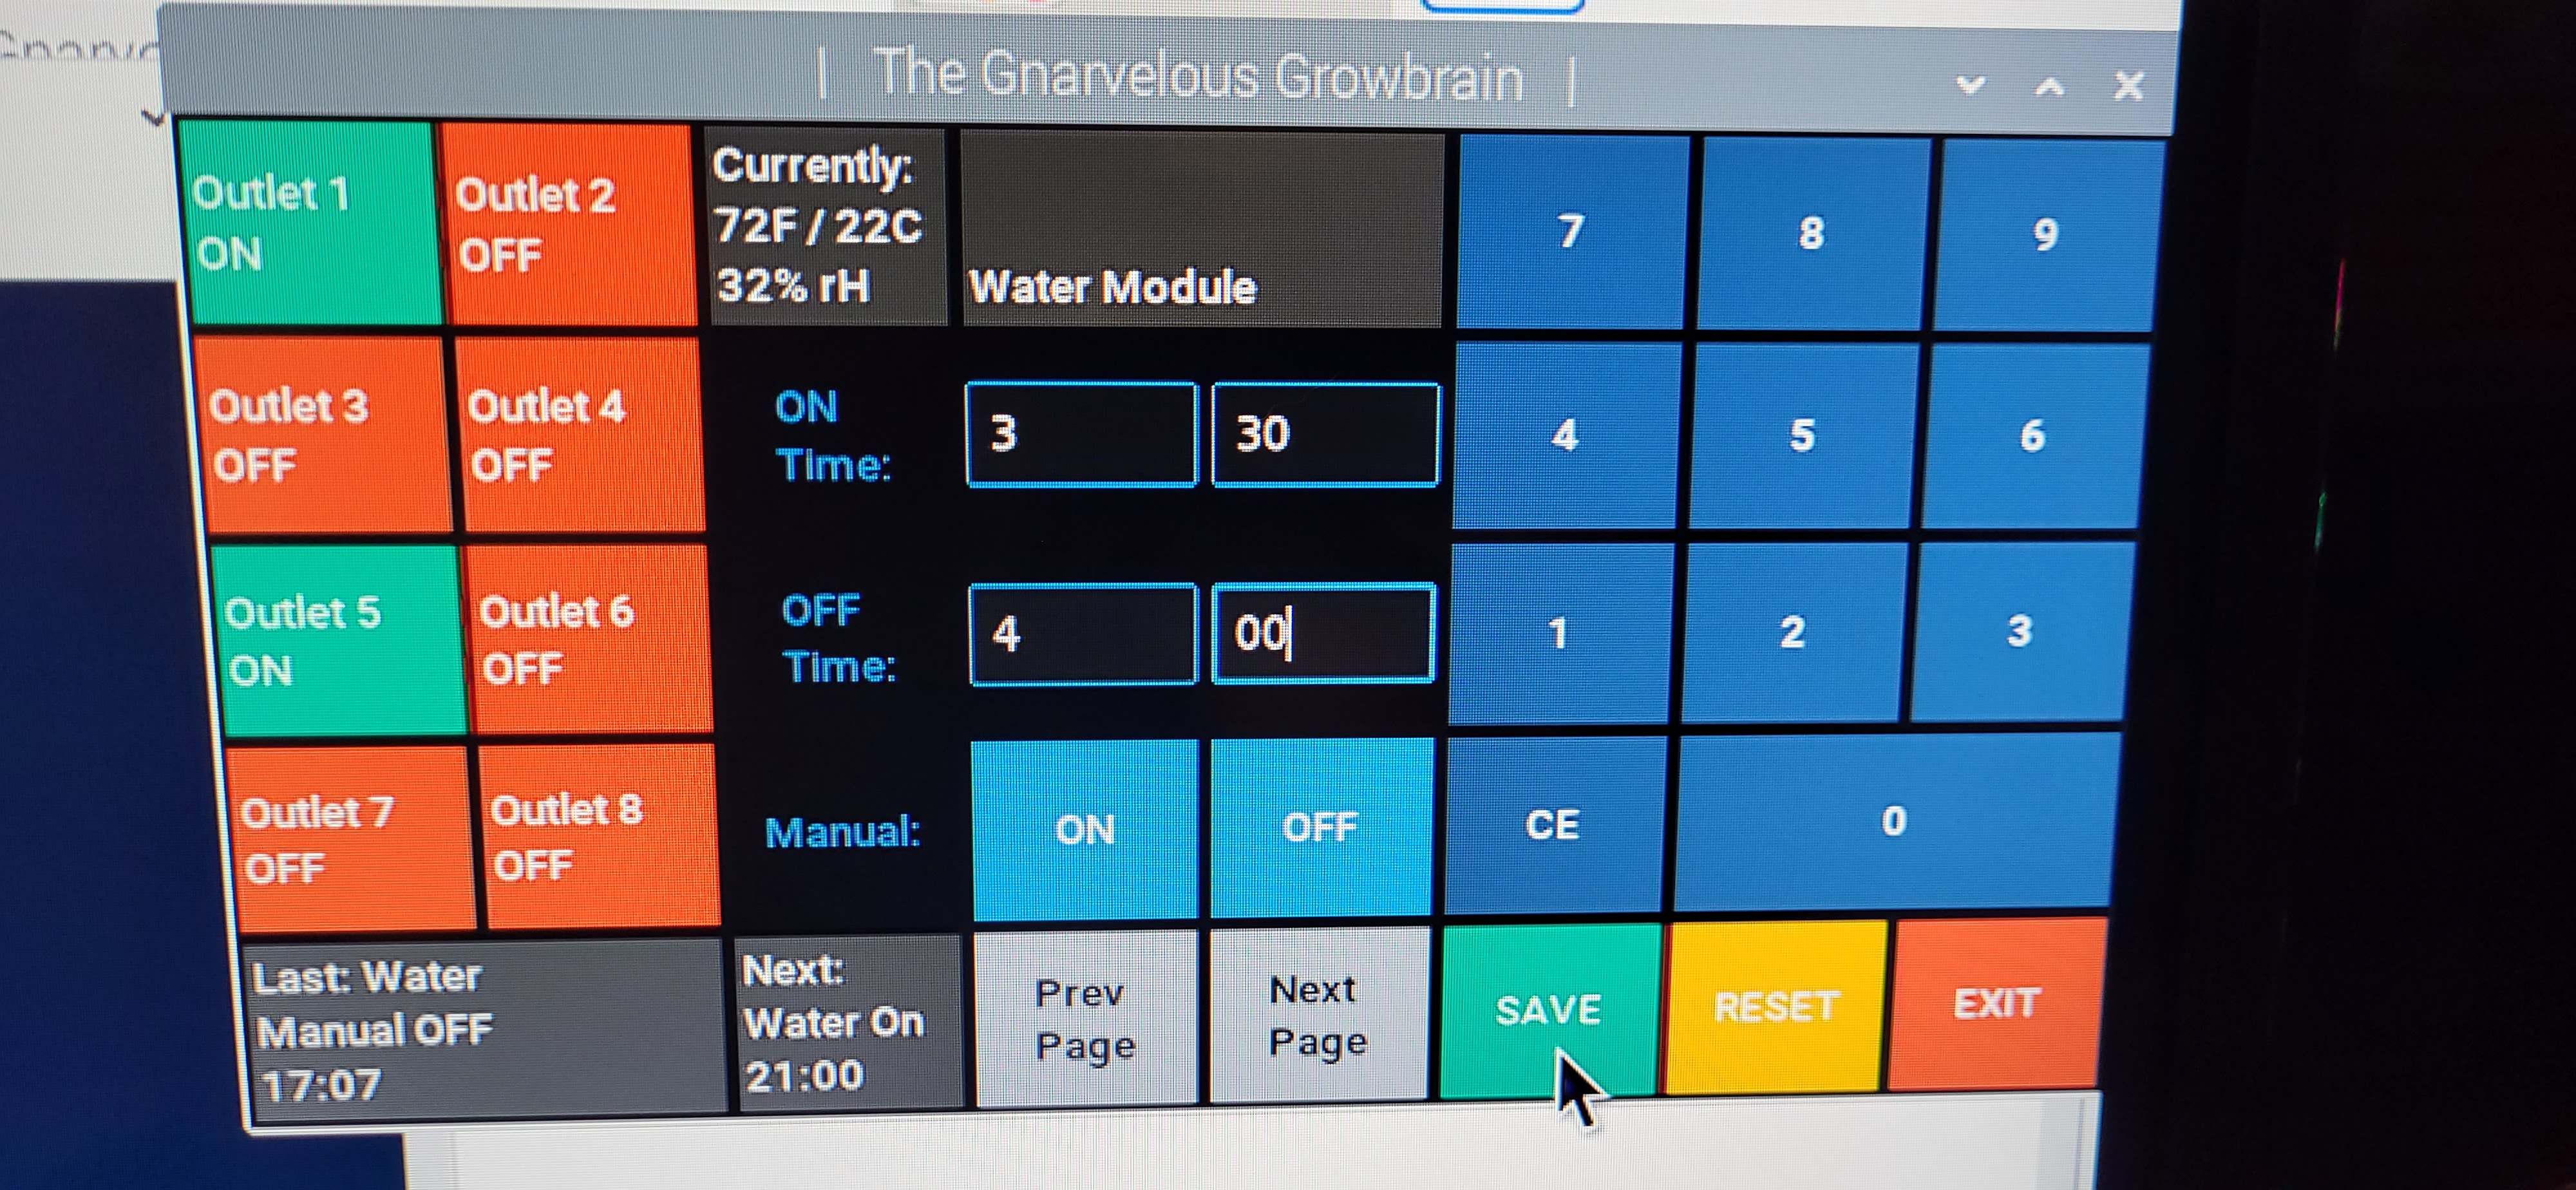 | The Gnarvelous Growbrain |
Outlet 1
ON
Outlet 2
OFF
Currently:
72F / 22C
32% rH
Water Module
7
8
9
Outlet 3
OFF
Outlet 4
OFF
ON
Time:
3
30
4
5
6
Outlet 5
ON
Outlet 6
OFF
OFF
Time:
4
00
1
2
3
Outlet 7
OFF
Outlet 8
OFF
Manual:
ON
OFF
CE
0
Last: Water
Manual OFF
17:07
Next:
Water On
21:00
Prev
Page
Next
Page
SAVE
RESET
EXIT